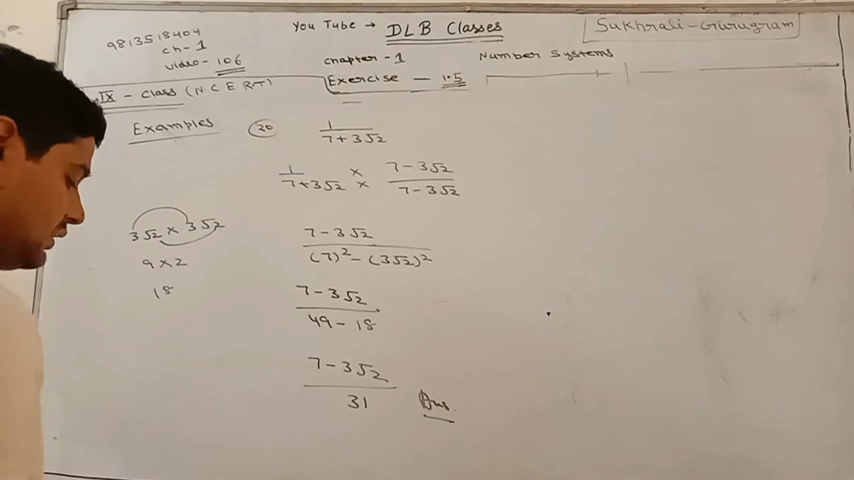 9813518404
ch-1
video-106
You Tube → DLB Classes
Sukhrali-Gurugram
chapter-1 Number Systems
Exercise - 1.5
IX - class (N C E R T)
Examples (20) 1/7+3√2
1/7+3√2 × 7-3√2/7-3√2
3√2 × 3√2
9×2
18
7-3√2/(7)²-(3√2)²
7-3√2/49-18
7-3√2/31 Ans.